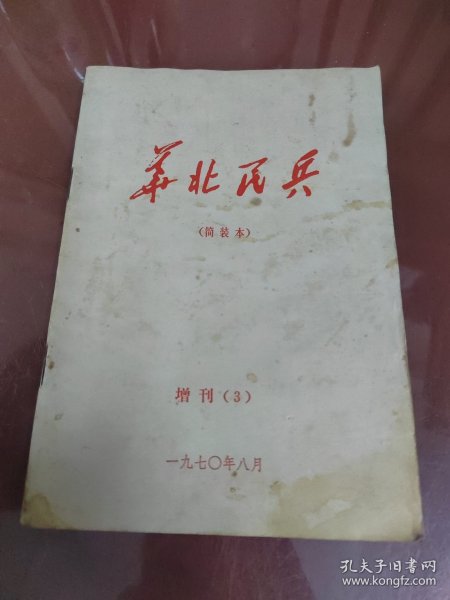 華北民兵
（简装本）
增刊（3）
一九七〇年八月
孔夫子旧书网
www.kongfz.com